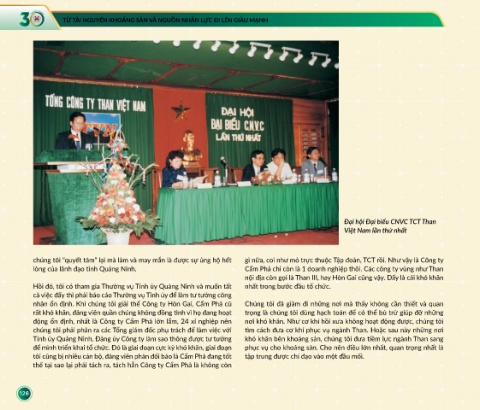 30 TỪ TÀI NGUYÊN KHOÁNG SẢN VÀ NGUỒN NHÂN LỰC ĐI LÊN GIÀU MẠNH
TỔNG CÔNG TY THAN VIỆT NAM
ĐẠI HỘI
ĐẠI BIỂU C.N.V.C
LẦN THỨ NHẤT
Đại hội Đại biểu CNVC TCT Than
Việt Nam lần thứ nhất
chúng tôi "quyết tâm" lại mà làm và may mắn là được sự ủng hộ hết
lòng của lãnh đạo tỉnh Quảng Ninh.
Hồi đó, tôi có tham gia Thường vụ Tỉnh ủy Quảng Ninh và muốn tất
cả việc đấy thì phải báo cáo Thường vụ Tỉnh ủy để làm tư tưởng công
nhân ổn định. Khi chúng tôi giải thể Công ty Hòn Gai, Cẩm Phả cũ
rất khó khăn, đảng viên quần chúng không đồng tình vì họ đang hoạt
động ổn định, nhất là Công ty Cẩm Phả lớn lắm, 24 xí nghiệp nên
chúng tôi phải phân ra các Tổng giám đốc phụ trách để làm việc với
Tỉnh ủy Quảng Ninh, Đảng ủy Công ty làm sao thông được tư tưởng
để mình triển khai tổ chức. Đó là giai đoạn cực kỳ khó khăn, giai đoạn
tôi cũng bị nhiều cán bộ, đảng viên phản đối bảo là Cẩm Phả đang tốt
thế tại sao lại phải tách ra, tách hẳn Công ty Cẩm Phả là không còn
gì nữa, coi như mỏ trực thuộc Tập đoàn, TCT rồi. Như vậy là Công ty
Cẩm Phả chỉ còn là 1 doanh nghiệp thôi. Các công ty vùng như Than
nội địa còn gọi là Than III, hay Hòn Gai cũng vậy. Đấy là cái khó khăn
nhất trong bước đầu tổ chức.
Chúng tôi đã giảm đi những nơi mà thấy không cần thiết và quan
trọng là chúng tôi dùng hạch toán để có thể bù trừ giúp đỡ những
nơi khó khăn. Như cơ khí hồi xưa không hoạt động được, chúng tôi
tìm cách đưa cơ khí phục vụ ngành Than. Hoặc sau này những nơi
khó khăn bên khoáng sản, chúng tôi đưa tiềm lực ngành Than sang
phục vụ cho khoáng sản. Cho nên điều lớn nhất, quan trọng nhất là
tập trung được chỉ đạo vào một đầu mối.
126